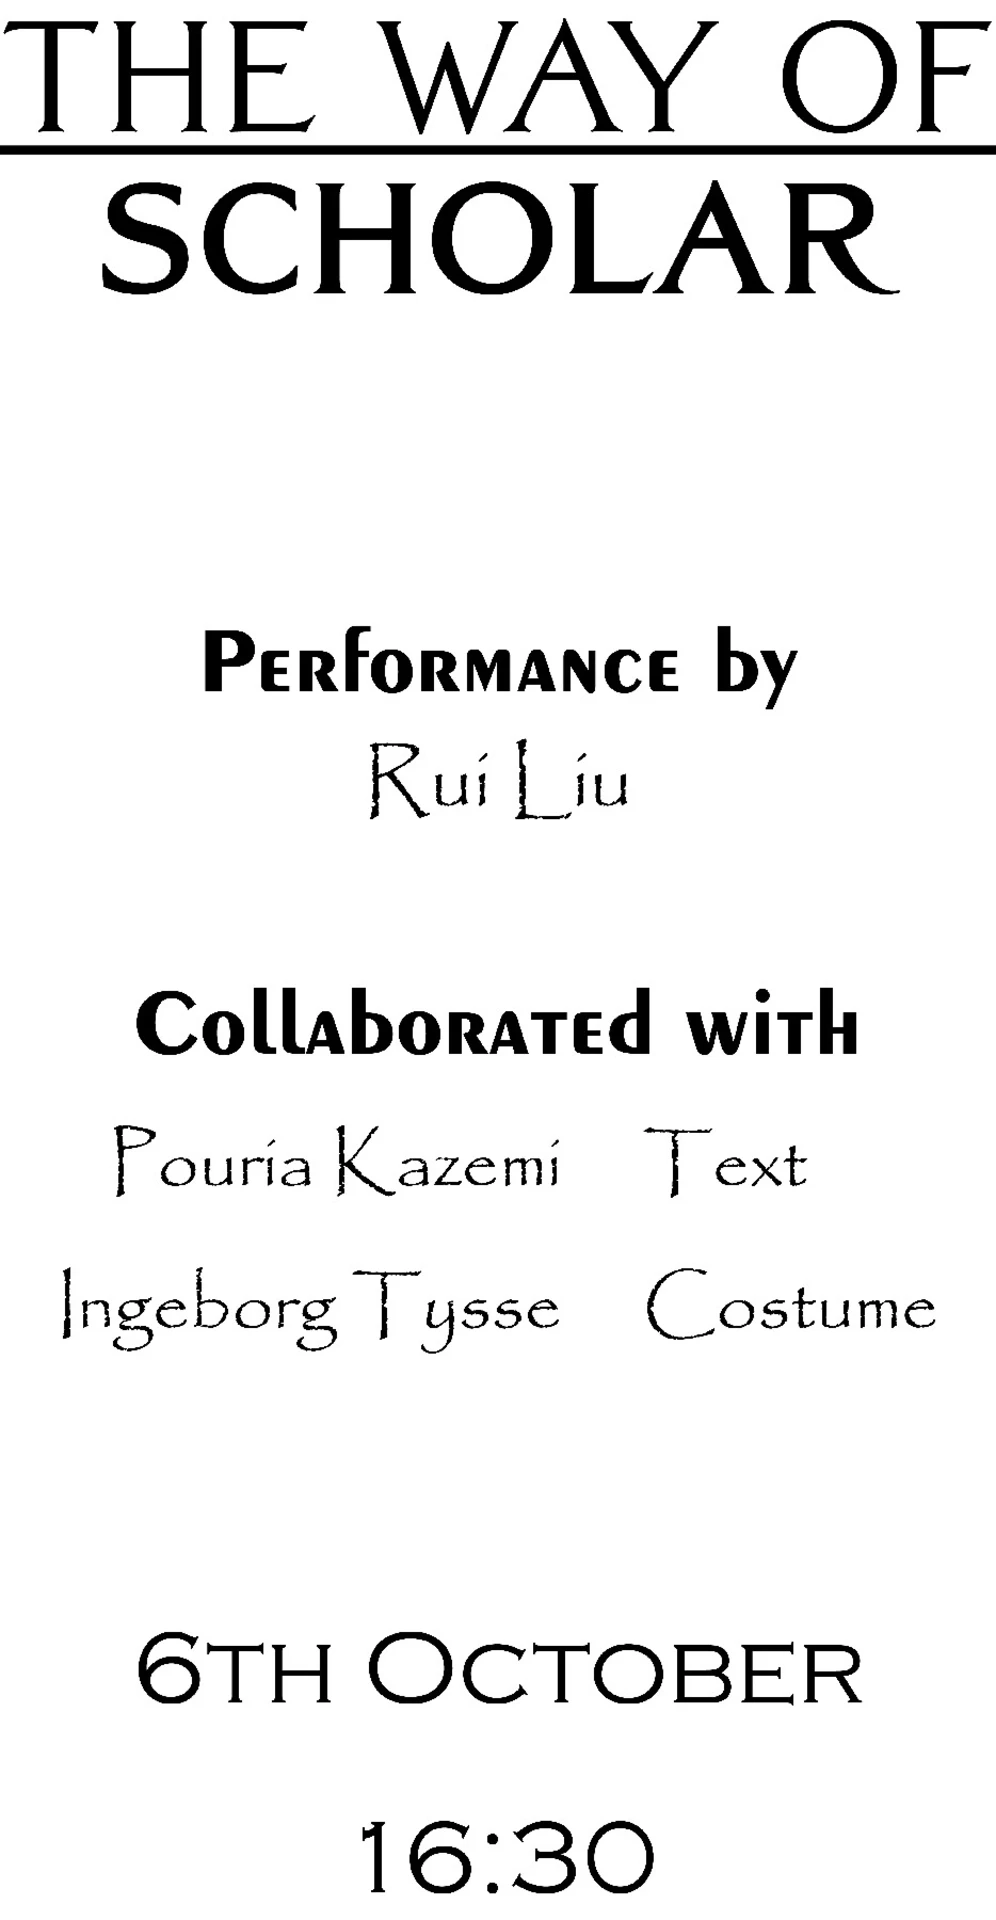 THE WAY OF
SCHOLAR
Performance by
Rui Liu
Collaborated with
Pouria Kazemi Text
Ingeborg Tysse Costume
6TH OCTOBER
16:30